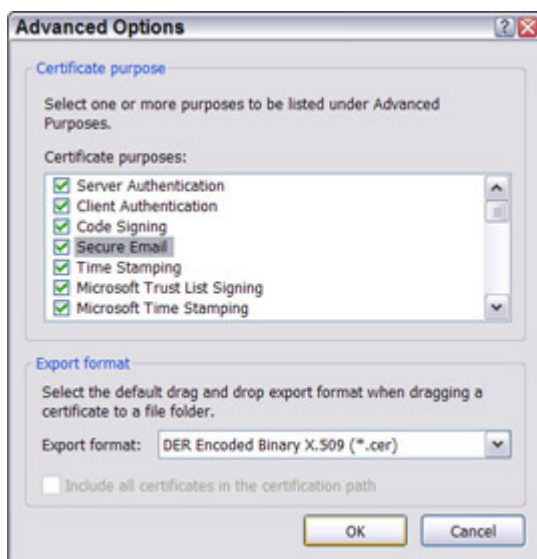 Advanced Options
Certificate purpose
Select one or more purposes to be listed under Advanced
Purposes.
Certificate purposes:
Server Authentication
Client Authentication
Code Signing
Secure Email
Time Stamping
Microsoft Trust List Signing
Microsoft Time Stamping
Export format
Select the default drag and drop export format when dragging a
certificate to a file folder.
Export format: DER Encoded Binary X.509 (*.cer)
Include all certificates in the certification path
OK Cancel